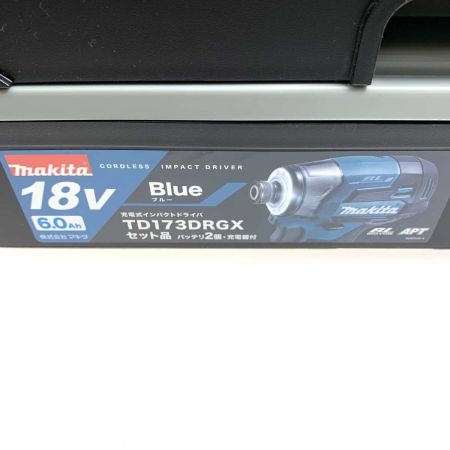 makita
CORDLESS IMPACT DRIVER
18V
6.0Ah
株式会社マキタ
Blue
ブルー
充電式インパクトドライバ
TD173DRGX
セット品 バッテリ2個・充電器付
makita
BL
APT